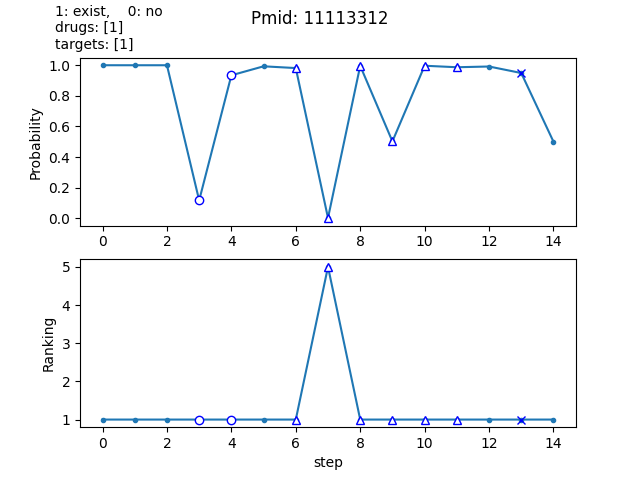 1: exist,    0: no
drugs: [1]
targets: [1]
Pmid: 11113312
Probability
1.0
0.8
0.6
0.4
0.2
0.0
0 2 4 6 8 10 12 14
Ranking
5
4
3
2
1
0 2 4 6 8 10 12 14
step